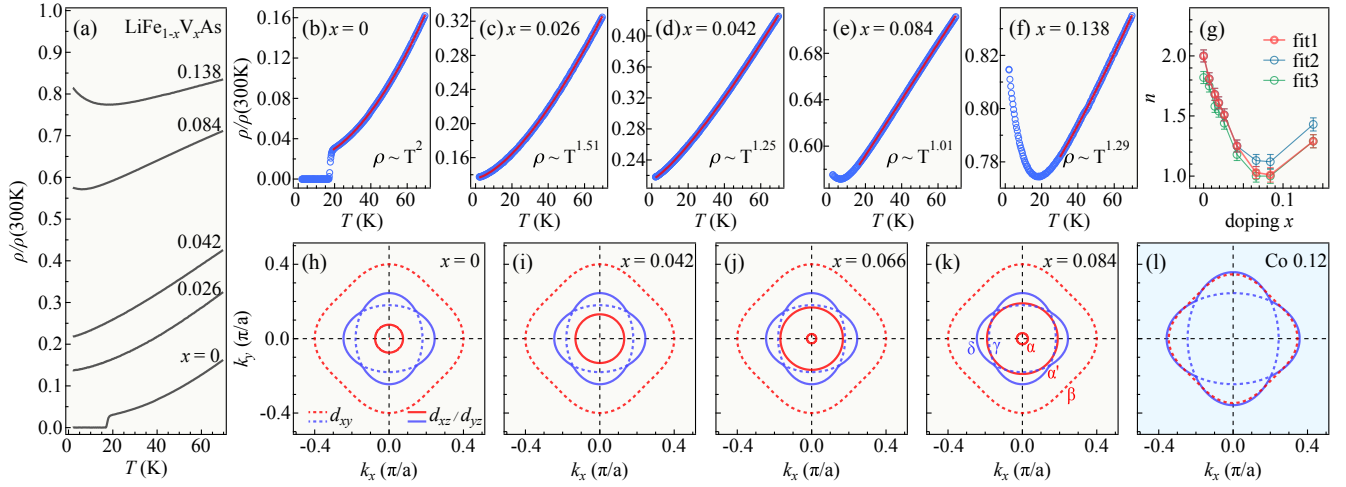 (a) LiFe1-xVxAs
ρ/ρ(300K)
1.0
0.9
0.8
0.7
0.6
0.5
0.4
0.3
0.2
0.1
0.0
0.138
0.084
0.042
0.026
x = 0
0 20 40 60
T (K)
(b) x = 0
ρ/ρ(300K)
0.16
0.12
0.08
0.04
0.00
ρ ~ T^2
0 20 40 60
T (K)
(c) x = 0.026
0.32
0.28
0.24
0.20
0.16
ρ ~ T^1.51
0 20 40 60
T (K)
(d) x = 0.042
0.40
0.36
0.32
0.28
0.24
ρ ~ T^1.25
0 20 40 60
T (K)
(e) x = 0.084
0.68
0.64
0.60
ρ ~ T^1.01
0 20 40 60 80
T (K)
(f) x = 0.138
0.82
0.80
0.78
ρ ~ T^1.29
0 20 40 60
T (K)
(g)
n
2.0
1.5
1.0
fit1
fit2
fit3
0.0 0.1
doping x
(h) x = 0
ky (π/a)
0.4
0.2
0.0
-0.2
-0.4
dxy dxz / dyz
-0.4 0.0 0.4
kx (π/a)
(i) x = 0.042
-0.4 0.0 0.4
kx (π/a)
(j) x = 0.066
-0.4 0.0 0.4
kx (π/a)
(k) x = 0.084
δ γ α
α'
β
-0.4 0.0 0.4
kx (π/a)
(l) Co 0.12
-0.4 0.0 0.4
kx (π/a)